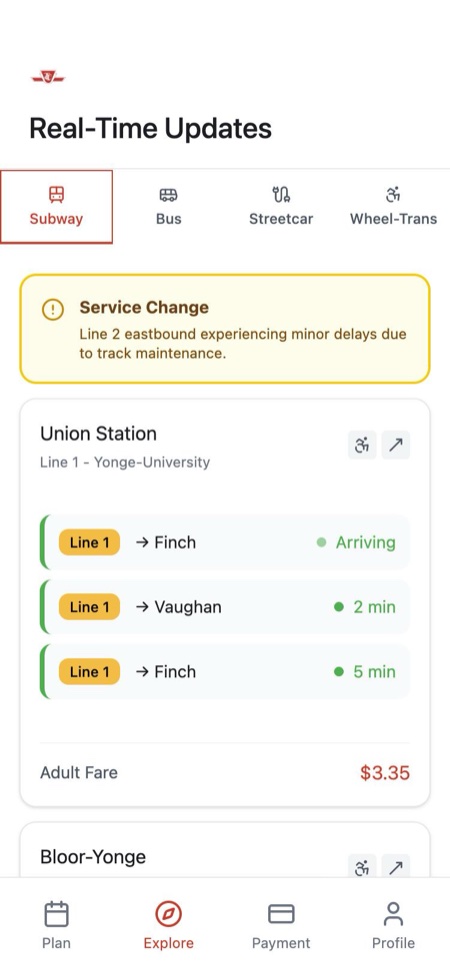 Real-Time Updates
Subway
Bus
Streetcar
Wheel-Trans
Service Change
Line 2 eastbound experiencing minor delays due
to track maintenance.
Union Station
Line 1 - Yonge-University
Line 1 → Finch Arriving
Line 1 → Vaughan 2 min
Line 1 → Finch 5 min
Adult Fare $3.35
Bloor-Yonge
Plan
Explore
Payment
Profile